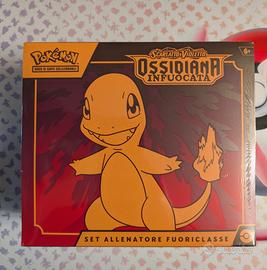 POKÉMON
GIOCO DI CARTE COLLEZIONABILI
SCARLATTO E VIOLETTO
OSSIDIANA
INFUOCATA
6+
SET ALLENATORE FUORICLASSE